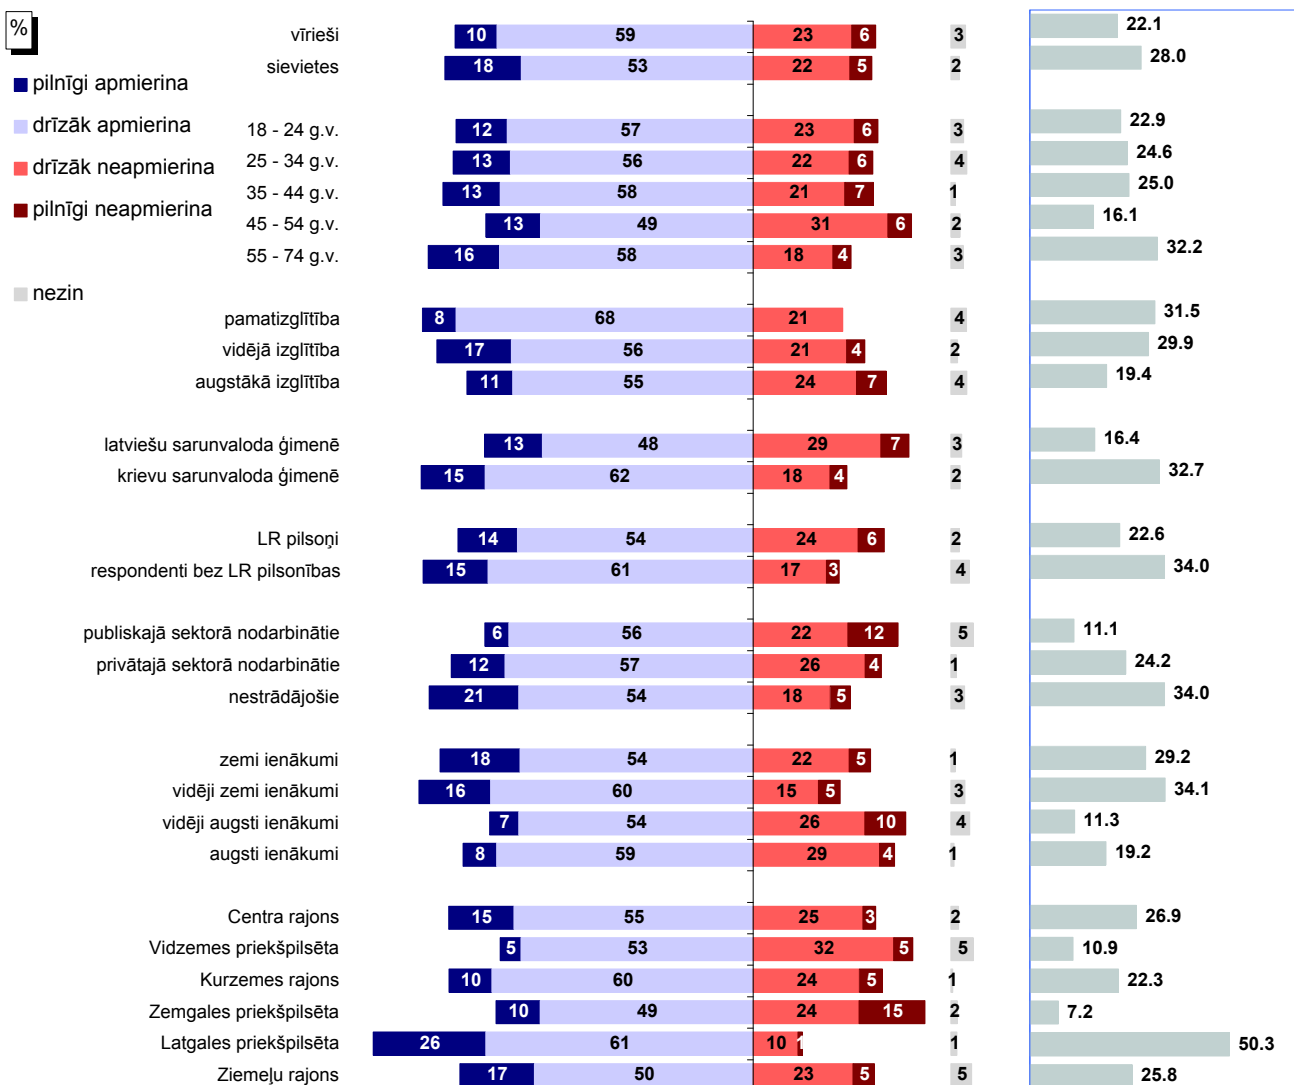 %
pilnīgi apmierina
drīzāk apmierina
drīzāk neapmierina
pilnīgi neapmierina
nezin
vīrieši 10 59 23 6 3 22.1
sievietes 18 53 22 5 2 28.0
18 - 24 g.v. 12 57 23 6 3 22.9
25 - 34 g.v. 13 56 22 6 4 24.6
35 - 44 g.v. 13 58 21 7 1 25.0
45 - 54 g.v. 13 49 31 6 2 16.1
55 - 74 g.v. 16 58 18 4 3 32.2
pamatizglītība 8 68 21 4 31.5
vidējā izglītība 17 56 21 4 2 29.9
augstākā izglītība 11 55 24 7 4 19.4
latviešu sarunvaloda ģimenē 13 48 29 7 3 16.4
krievu sarunvaloda ģimenē 15 62 18 4 2 32.7
LR pilsoņi 14 54 24 6 2 22.6
respondenti bez LR pilsonības 15 61 17 3 4 34.0
publiskajā sektorā nodarbinātie 6 56 22 12 5 11.1
privātajā sektorā nodarbinātie 12 57 26 4 1 24.2
nestrādājošie 21 54 18 5 3 34.0
zemi ienākumi 18 54 22 5 1 29.2
vidēji zemi ienākumi 16 60 15 5 3 34.1
vidēji augsti ienākumi 7 54 26 10 4 11.3
augsti ienākumi 8 59 29 4 1 19.2
Centra rajons 15 55 25 3 2 26.9
Vidzemes priekšpilsēta 5 53 32 5 5 10.9
Kurzemes rajons 10 60 24 5 1 22.3
Zemgales priekšpilsēta 10 49 24 15 2 7.2
Latgales priekšpilsēta 26 61 10 1 1 50.3
Ziemeļu rajons 17 50 23 5 5 25.8